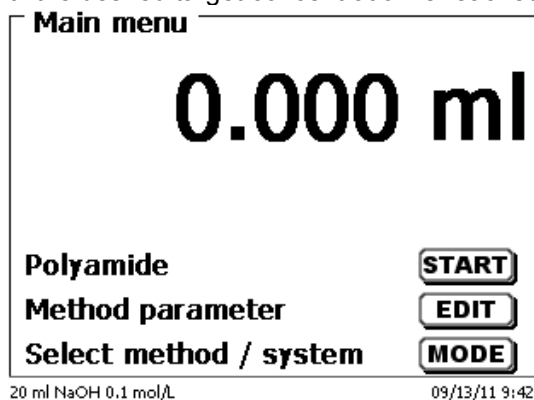 Main menu
0.000 ml
Polyamide START
Method parameter EDIT
Select method / system MODE
20 ml NaOH 0.1 mol/L 09/13/11 9:42